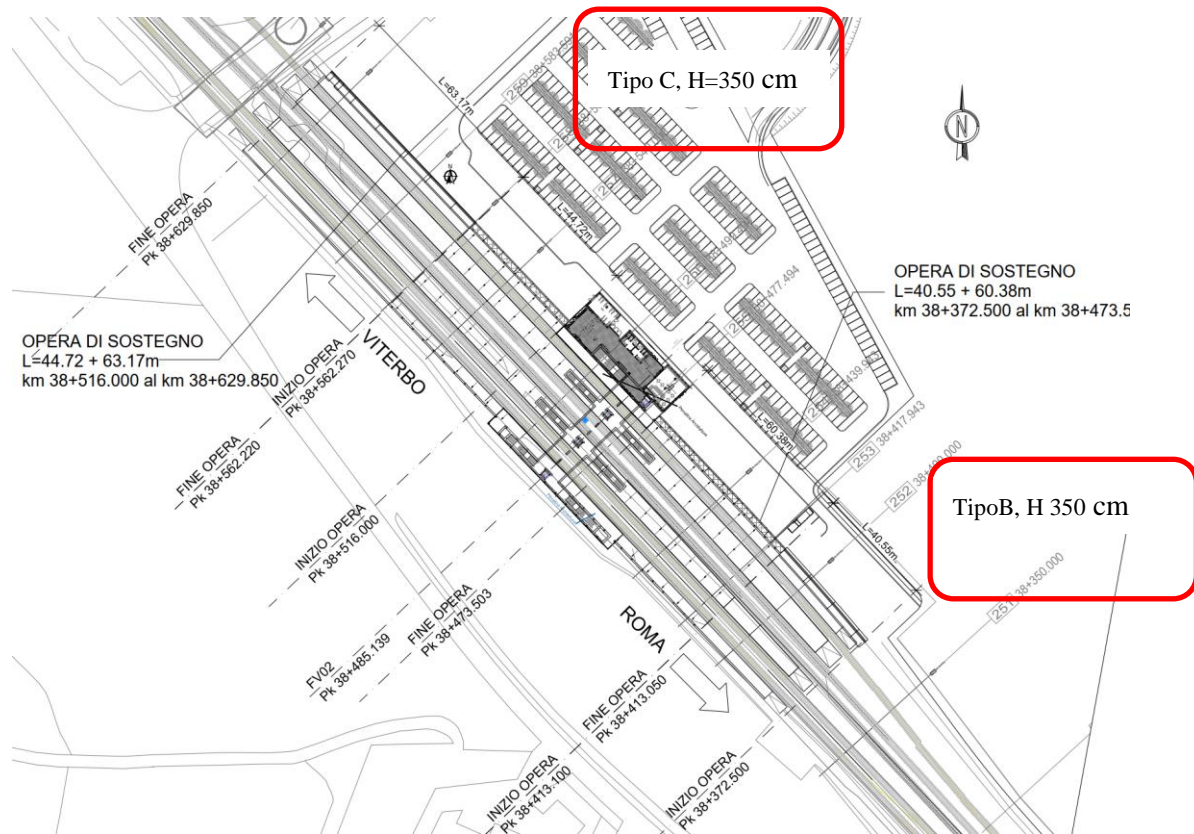 Tipo C, H=350 cm
N
L=63.17m
L=44.72m
FINE OPERA
Pk 38+629.850
OPERA DI SOSTEGNO
L=40.55 + 60.38m
km 38+372.500 al km 38+473.5
OPERA DI SOSTEGNO
L=44.72 + 63.17m
km 38+516.000 al km 38+629.850
VITERBO
INIZIO OPERA
Pk 38+562.270
FINE OPERA
Pk 38+562.220
INIZIO OPERA
Pk 38+516.000
L=60.38m
253 38+417.943
TipoB, H 350 cm
L=40.55m
251 38+350.000
FINE OPERA
Pk 38+473.503
FV02
Pk 38+485.139
ROMA
FINE OPERA
Pk 38+413.050
INIZIO OPERA
Pk 38+413.100
INIZIO OPERA
Pk 38+372.500